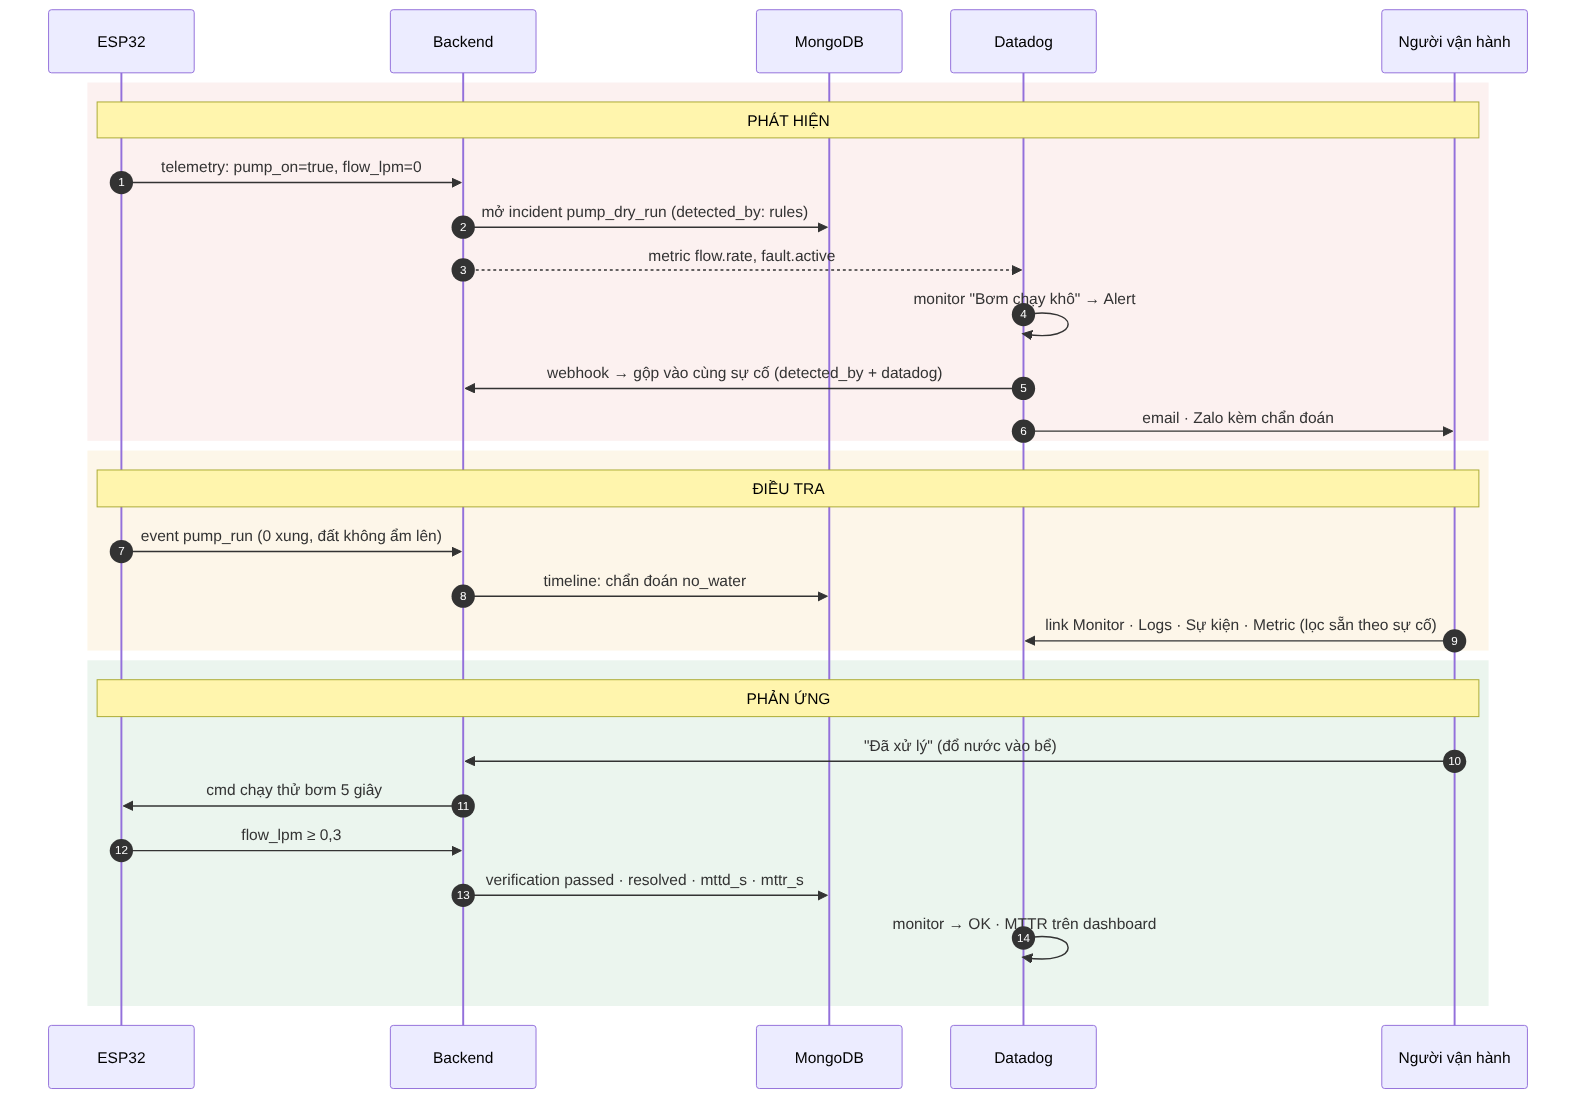 ESP32
Backend
MongoDB
Datadog
Người vận hành
PHÁT HIỆN
1 telemetry: pump_on=true, flow_lpm=0
2 mở incident pump_dry_run (detected_by: rules)
3 metric flow.rate, fault.active
monitor "Bơm chạy khô" → Alert
4
webhook → gộp vào cùng sự cố (detected_by + datadog)
5
6 email · Zalo kèm chẩn đoán
ĐIỀU TRA
7 event pump_run (0 xung, đất không ẩm lên)
8 timeline: chẩn đoán no_water
link Monitor · Logs · Sự kiện · Metric (lọc sẵn theo sự cố)
9
PHẢN ỨNG
"Đã xử lý" (đổ nước vào bể)
10
cmd chạy thử bơm 5 giây
11
12 flow_lpm ≥ 0,3
13 verification passed · resolved · mttd_s · mttr_s
monitor → OK · MTTR trên dashboard
14
ESP32
Backend
MongoDB
Datadog
Người vận hành